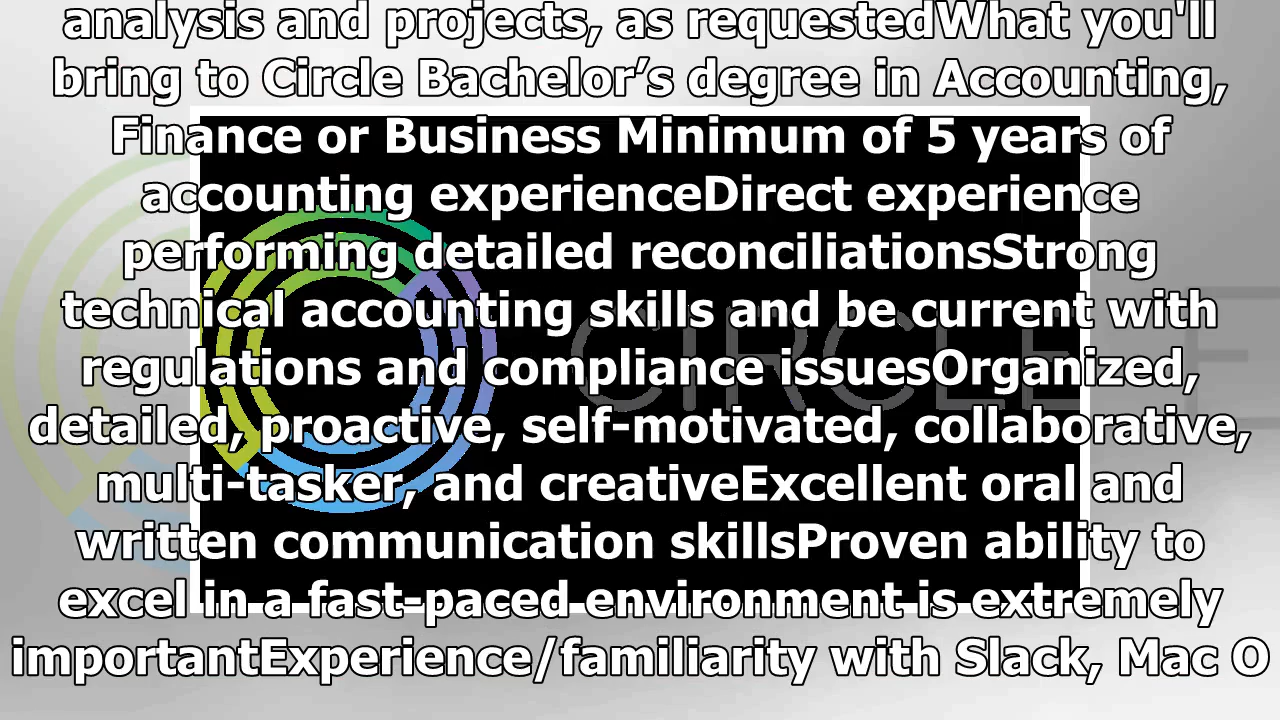 analysis and projects, as requestedWhat you'll
bring to Circle Bachelor’s degree in Accounting,
Finance or Business Minimum of 5 years of
accounting experienceDirect experience
performing detailed reconciliationsStrong
technical accounting skills and be current with
regulations and compliance issuesOrganized,
detailed, proactive, self-motivated, collaborative,
multi-tasker, and creativeExcellent oral and
written communication skillsProven ability to
excel in a fast-paced environment is extremely
importantExperience/familiarity with Slack, Mac O
CIRCLE